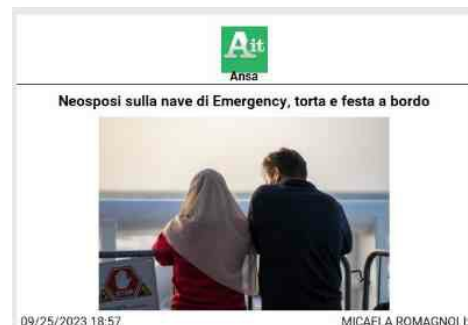 Ait
Ansa
Neosposi sulla nave di Emergency, torta e festa a bordo
09/25/2023 18:57
MICAELA ROMAGNOLI